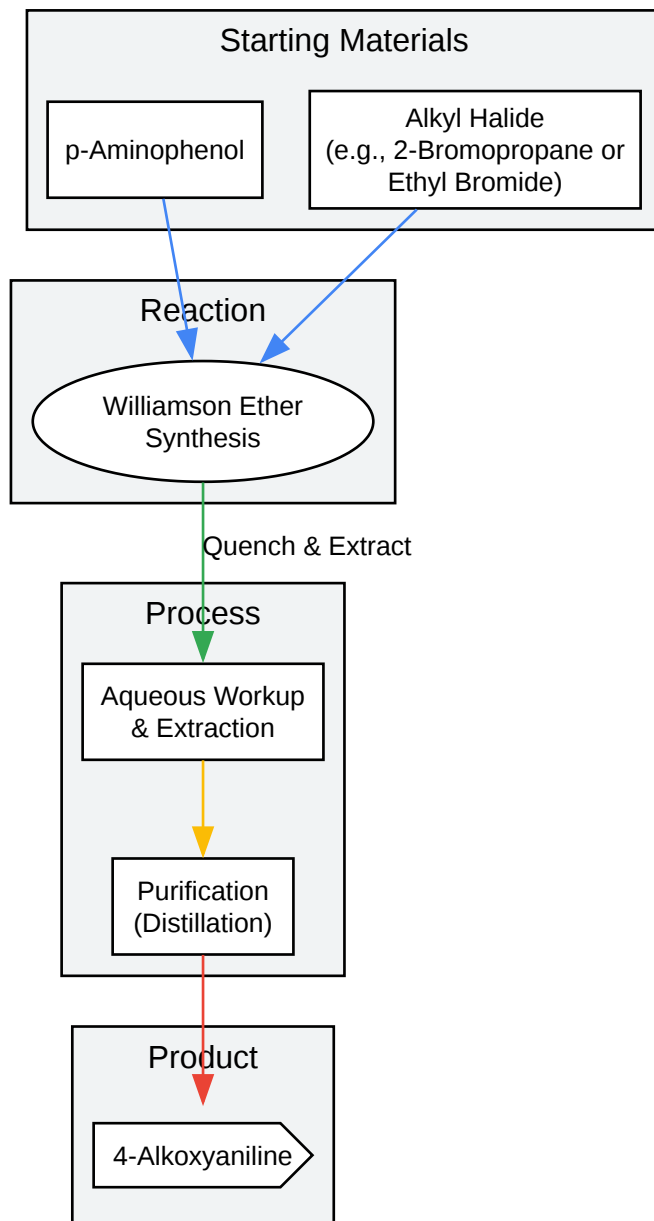 Starting Materials
p-Aminophenol
Alkyl Halide
(e.g., 2-Bromopropane or
Ethyl Bromide)
Reaction
Williamson Ether
Synthesis
Quench & Extract
Process
Aqueous Workup
& Extraction
Purification
(Distillation)
Product
4-Alkoxyaniline